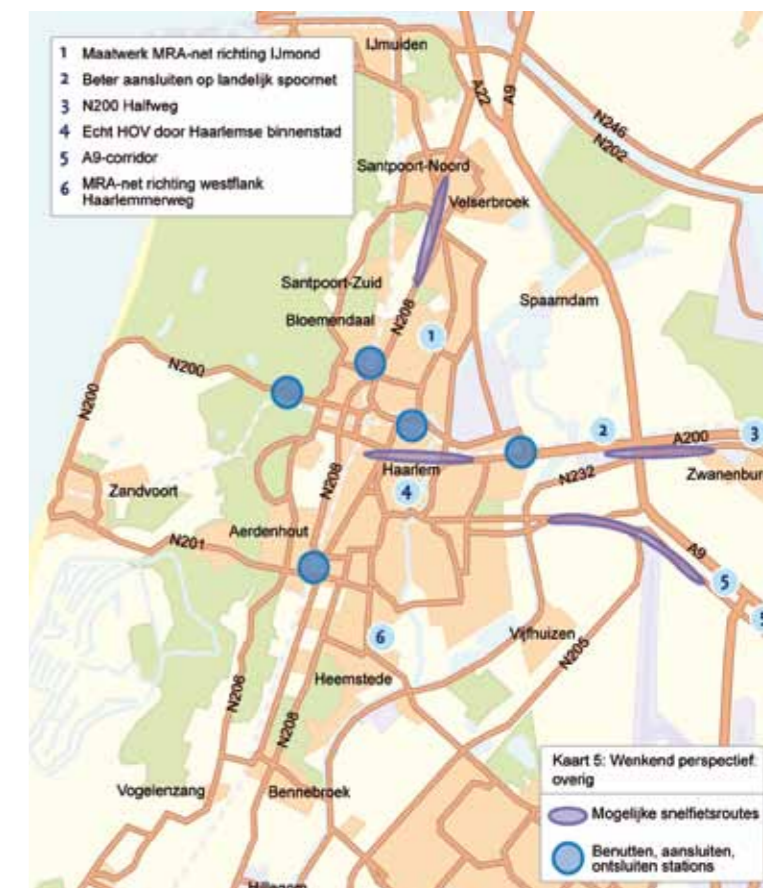 1 Maatwerk MRA-net richting IJmond
2 Beter aansluiten op landelijk spoornet
3 N200 Halfweg
4 Echt HOV door Haarlemse binnenstad
5 A9-corridor
6 MRA-net richting westflank
Haarlemmerweg
IJmuiden
A22
A9
N246
N202
Santpoort-Noord
Velserbroek
Santpoort-Zuid
Spaarndam
Bloemendaal
N208
1
N200
N200
2
A200
3
Haarlem
N208
4
N232
Zwanenbur
Zandvoort
Aerdenhout
N201
A9
5
5
6
Vijfhuizen
N205
Heemstede
N206
N208
Vogelenzang
Bennebroek
Hillegom
Kaart 5: Wenkend perspectief
overig
Mogelijke snelfietsroutes
Benutten, aansluiten,
ontsluiten stations